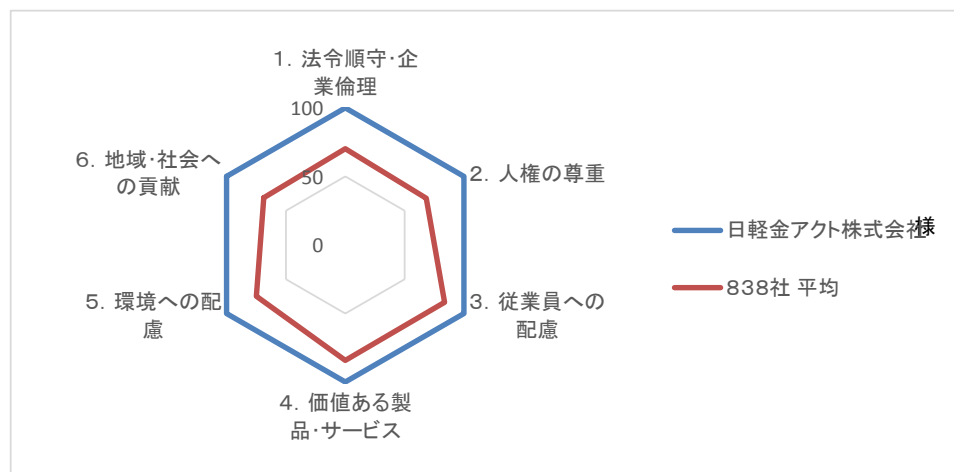 １．法令順守・企
業倫理
100
６．地域・社会へ
の貢献
50
２．人権の尊重
0
日軽金アクト株式会社様
838社 平均
５．環境への配
慮
３．従業員への
配慮
４．価値ある製
品・サービス